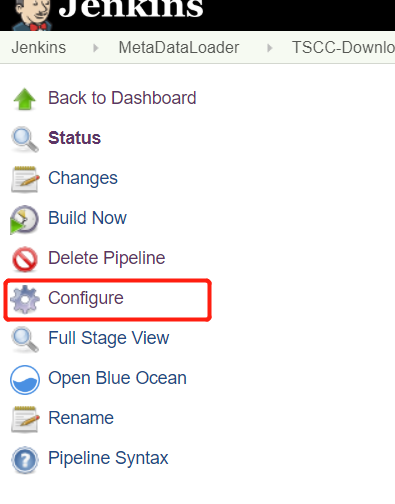 Jenkins
Jenkins MetaDataLoader TSCC-Downlo
Back to Dashboard
Status
Changes
Build Now
Delete Pipeline
Configure
Full Stage View
Open Blue Ocean
Rename
Pipeline Syntax